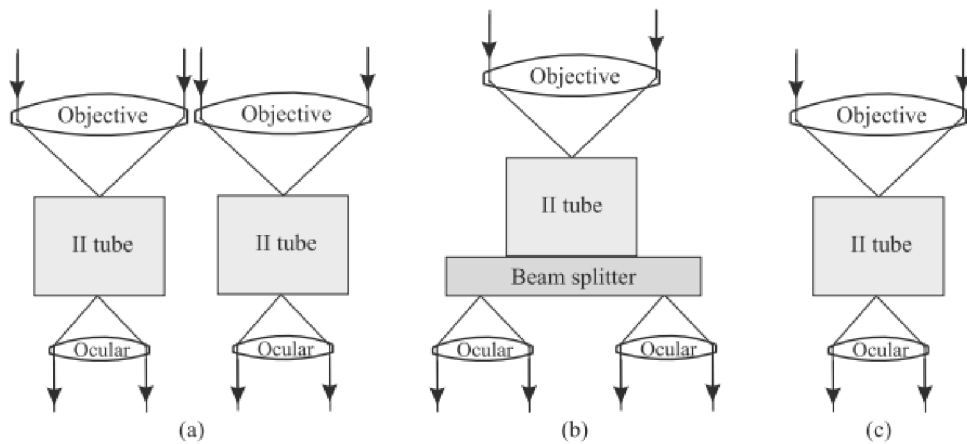 Objective
Objective
II tube
II tube
Ocular
Ocular
(a)
Objective
II tube
Beam splitter
Ocular
Ocular
(b)
Objective
II tube
Ocular
(c)